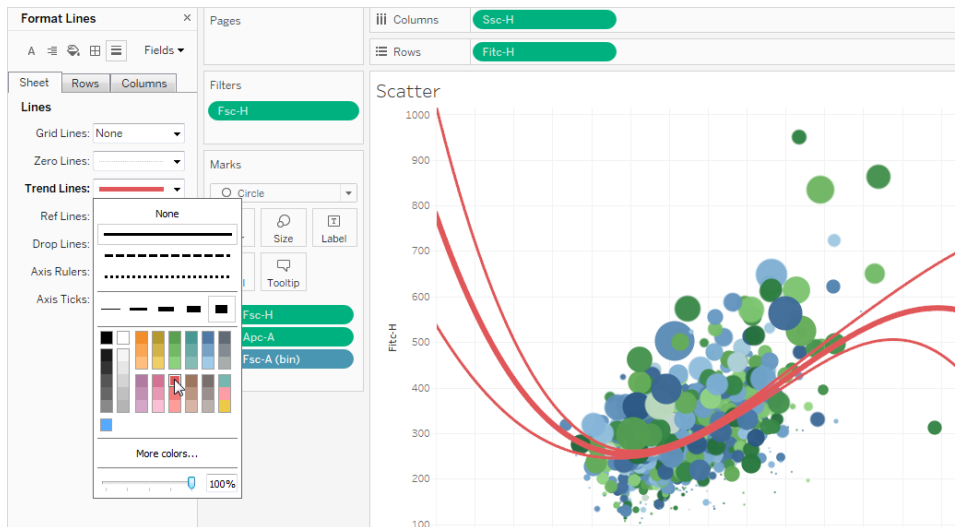 Format Lines ×
A Fields
Sheet Rows Columns
Lines
Grid Lines: None
Zero Lines:
Trend Lines:
Ref Lines:
Drop Lines:
Axis Rulers:
Axis Ticks:
None
More colors...
100%
Pages
Filters
Fsc-H
Marks
Circle
Size
T
Label
Tooltip
Fsc-H
Apc-A
Fsc-A (bin)
Columns Ssc-H
Rows Fitc-H
Scatter
Fitc-H
1000
900
800
700
600
500
400
300
200
100